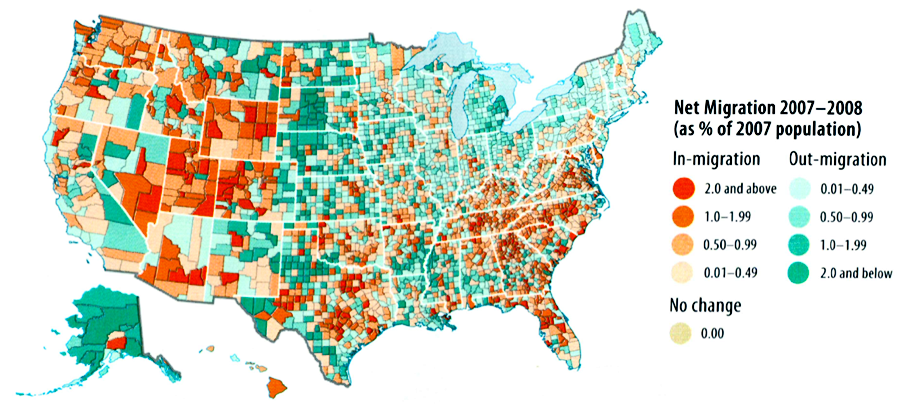 Net Migration 2007–2008
(as % of 2007 population)
In-migration Out-migration
2.0 and above 0.01–0.49
1.0–1.99 0.50–0.99
0.50–0.99 1.0–1.99
0.01–0.49 2.0 and below
No change
0.00